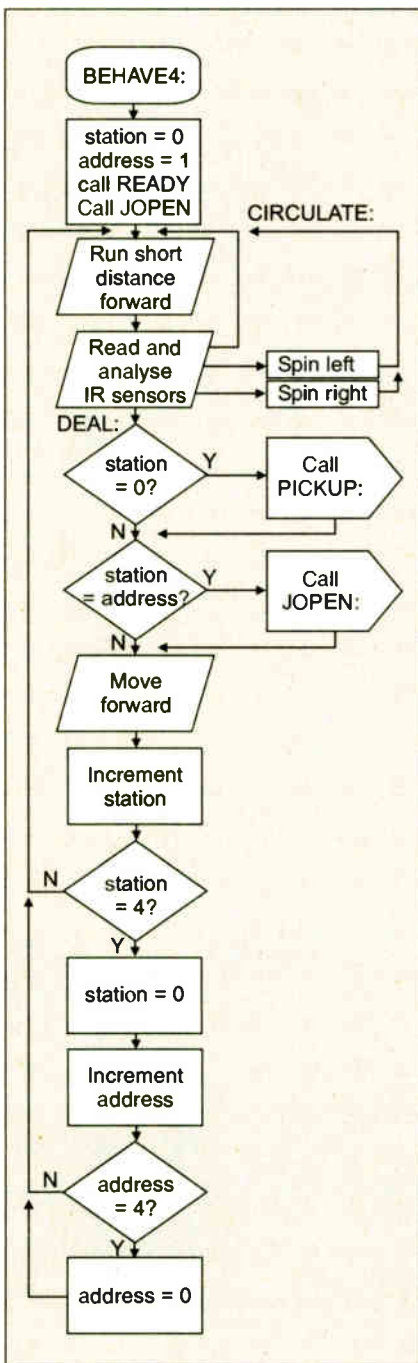 BEHAVE4:
station = 0
address = 1
call READY
Call JOPEN
CIRCULATE:
Run short
distance
forward
Read and
analyse
IR sensors
Spin left
Spin right
DEAL:
station
= 0?
Y
Call
PICKUP:
N
station
= address?
Y
Call
JOPEN:
N
Move
forward
Increment
station
N
station
= 4?
Y
station = 0
Increment
address
N
address
= 4?
Y
address = 0